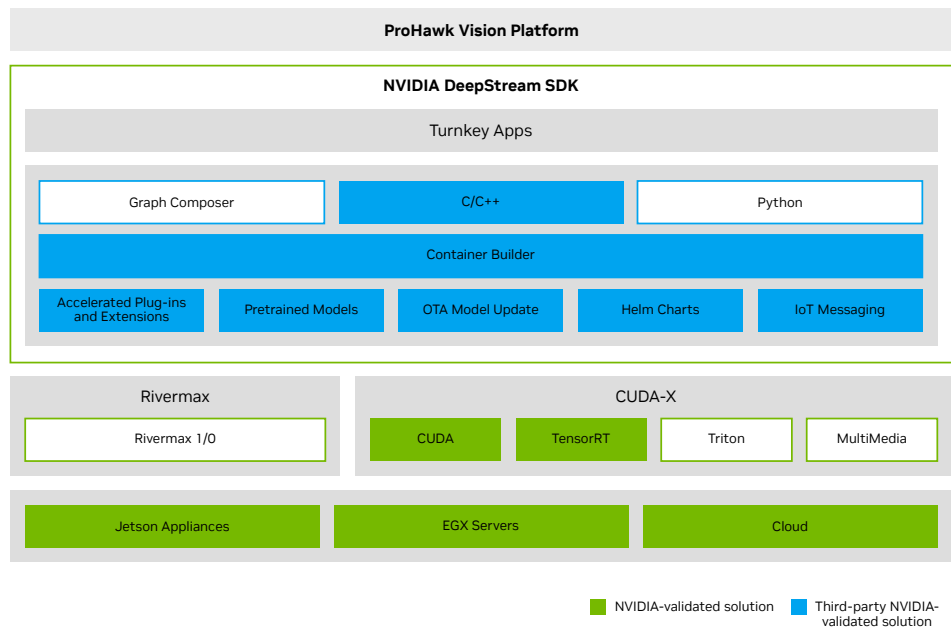 ProHawk Vision Platform
NVIDIA DeepStream SDK
Turnkey Apps
Graph Composer
C/C++
Python
Container Builder
Accelerated Plug-ins
and Extensions
Pretrained Models
OTA Model Update
Helm Charts
IoT Messaging
Rivermax
Rivermax 1/0
CUDA-X
CUDA
TensorRT
Triton
MultiMedia
Jetson Appliances
EGX Servers
Cloud
NVIDIA-validated solution
Third-party NVIDIA-
validated solution